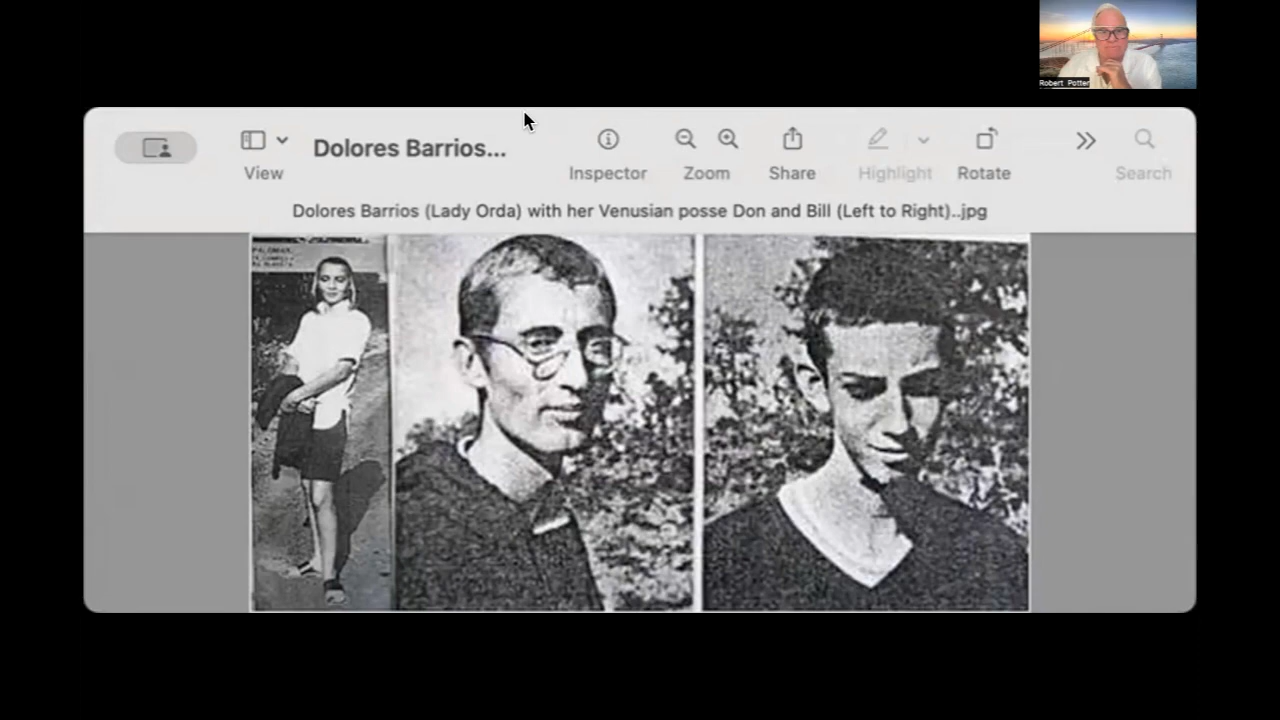 Robert Potter
Dolores Barrios...
View
Inspector
Zoom
Share
Highlight
Rotate
Search
Dolores Barrios (Lady Orda) with her Venusian posse Don and Bill (Left to Right)..jpg